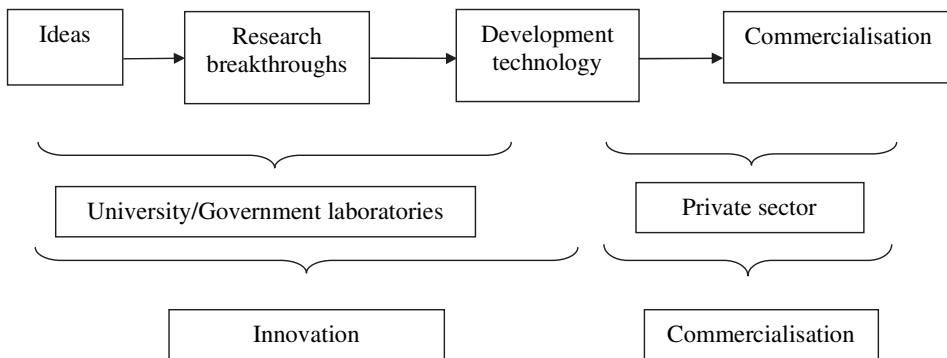 Ideas
Research
breakthroughs
Development
technology
Commercialisation
University/Government laboratories
Private sector
Innovation
Commercialisation